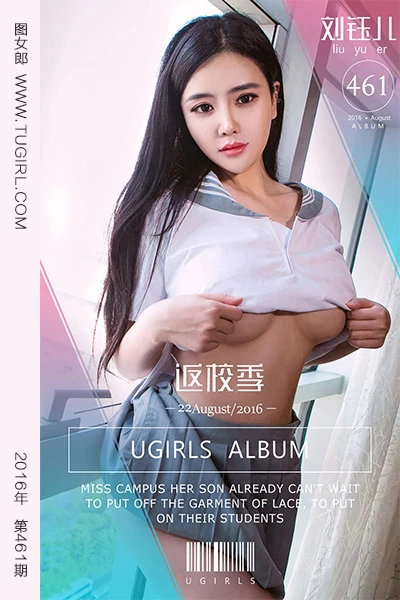 图女郎 WWW.TUGIRL.COM
2016年 第461期
刘钰儿
liu yu er
461
2016 • August
ALBUM
返校季
22August/2016
UGIRLS ALBUM
MISS CAMPUS HER SON ALREADY CAN'T WAIT
TO PUT OFF THE GARMENT OF LACE, TO PUT
ON THEIR STUDENTS
UGIRLS